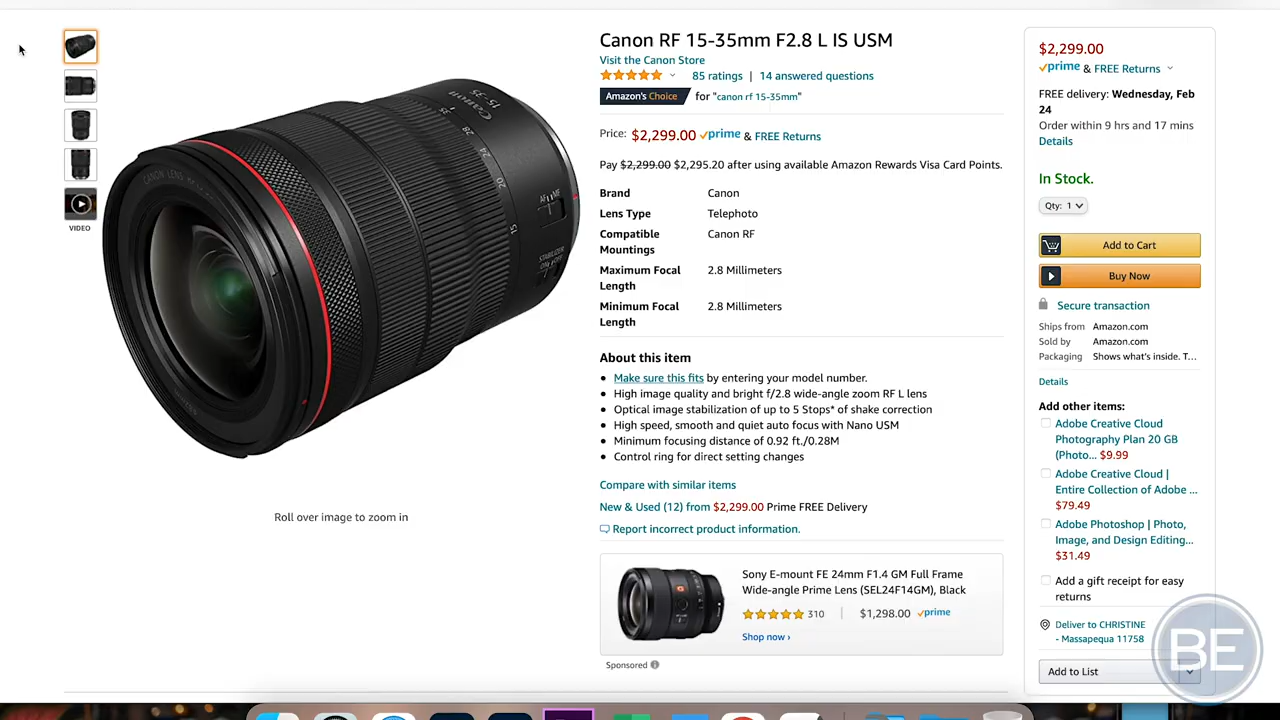 Canon RF 15-35mm F2.8 L IS USM
Visit the Canon Store
85 ratings | 14 answered questions
Amazon's Choice for "canon rf 15-35mm"
Price: $2,299.00 prime & FREE Returns
Pay $2,299.00 $2,295.20 after using available Amazon Rewards Visa Card Points.
Brand Canon
Lens Type Telephoto
Compatible Mountings Canon RF
Maximum Focal Length 2.8 Millimeters
Minimum Focal Length 2.8 Millimeters
About this item
Make sure this fits by entering your model number.
High image quality and bright f/2.8 wide-angle zoom RF L lens
Optical image stabilization of up to 5 Stops* of shake correction
High speed, smooth and quiet auto focus with Nano USM
Minimum focusing distance of 0.92 ft./0.28M
Control ring for direct setting changes
Compare with similar items
New & Used (12) from $2,299.00 Prime FREE Delivery
Report incorrect product information.
Sony E-mount FE 24mm F1.4 GM Full Frame
Wide-angle Prime Lens (SEL24F14GM), Black
310 | $1,298.00 prime
Shop now ›
Sponsored
VIDEO
Canon
15-35
35
28
24
20
15
AF MF
STABILIZER
Roll over image to zoom in
$2,299.00
prime & FREE Returns
FREE delivery: Wednesday, Feb
24
Order within 9 hrs and 17 mins
Details
In Stock.
Qty: 1
Add to Cart
Buy Now
Secure transaction
Ships from Amazon.com
Sold by Amazon.com
Packaging Shows what's inside. T...
Details
Add other items:
Adobe Creative Cloud
Photography Plan 20 GB
(Photo... $9.99
Adobe Creative Cloud |
Entire Collection of Adobe ...
$79.49
Adobe Photoshop | Photo,
Image, and Design Editing...
$31.49
Add a gift receipt for easy
returns
Deliver to CHRISTINE
- Massapequa 11758
Add to List
BE